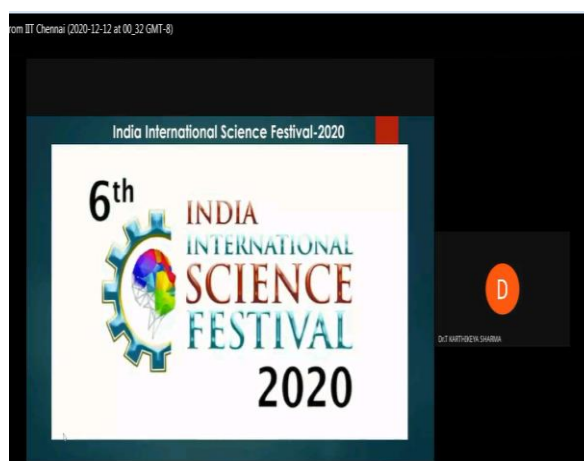 rom IIT Chennai (2020-12-12 at 00_32 GMT-8)
India International Science Festival-2020
6th
INDIA
INTERNATIONAL
SCIENCE
FESTIVAL
2020
D
Dr.T KARTHIKEYA SHARMA